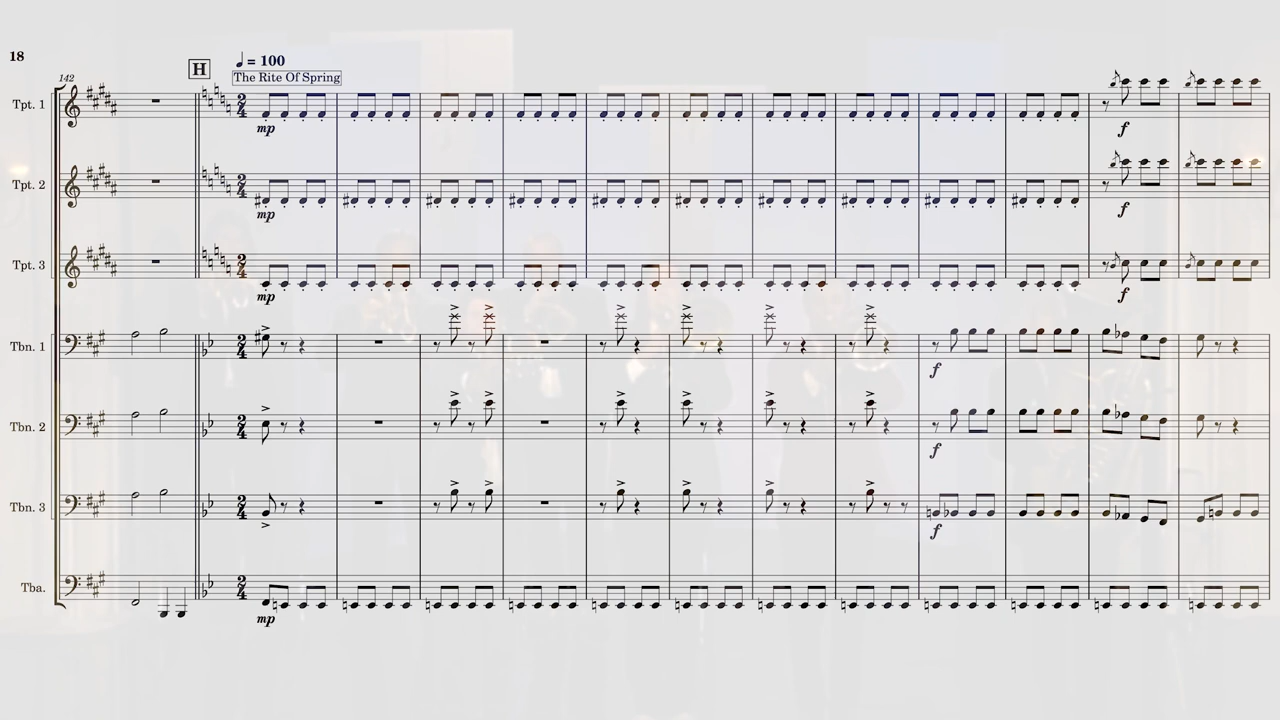 18
♩ = 100
H
The Rite Of Spring
142
Tpt. 1
mp
f
Tpt. 2
mp
f
Tpt. 3
mp
f
Tbn. 1
f
Tbn. 2
f
Tbn. 3
f
Tba.
mp